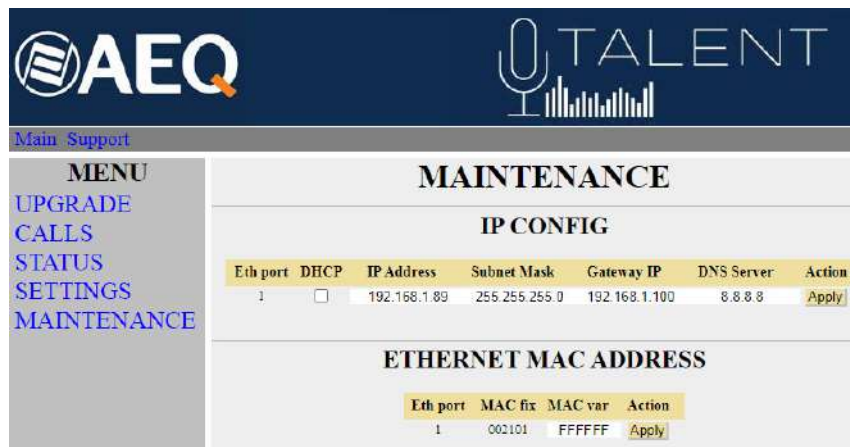 AEQ
TALENT
Main Support
MENU
UPGRADE
CALLS
STATUS
SETTINGS
MAINTENANCE
MAINTENANCE
IP CONFIG
Eth port DHCP IP Address Subnet Mask Gateway IP DNS Server Action
1 192.168.1.89 255.255.255.0 192.168.1.100 8.8.8.8 Apply
ETHERNET MAC ADDRESS
Eth port MAC fix MAC var Action
1 002101 FFFFFF Apply